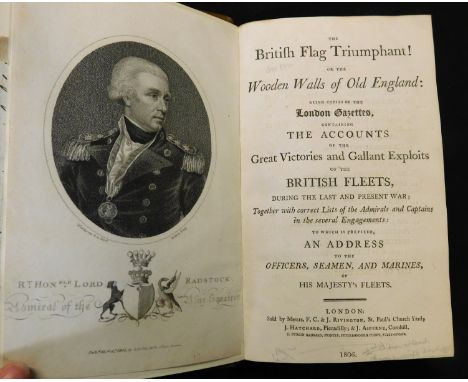 Rt. Honble. Lord Radstock.
Admiral of the Blue Squadron
THE
British Flag Triumphant!
OR THE
Wooden Walls of Old England:
BEING COPIES OF THE
London Gazettes,
CONTAINING
THE ACCOUNTS
OF THE
Great Victories and Gallant Exploits
OF THE
BRITISH FLEETS,
DURING THE LAST AND PRESENT WAR;
Together with correct Lists of the Admirals and Captains
in the several Engagements:
TO WHICH IS PREFIXED,
AN ADDRESS
TO THE
OFFICERS, SEAMEN, AND MARINES,
OF
HIS MAJESTY's FLEETS.
LONDON:
Sold by Messrs. F. C. & J. RIVINGTON, St. Paul's Church Yard;
J. HATCHARD, Piccadilly; & J. ASPERNE, Cornhill.
1806.